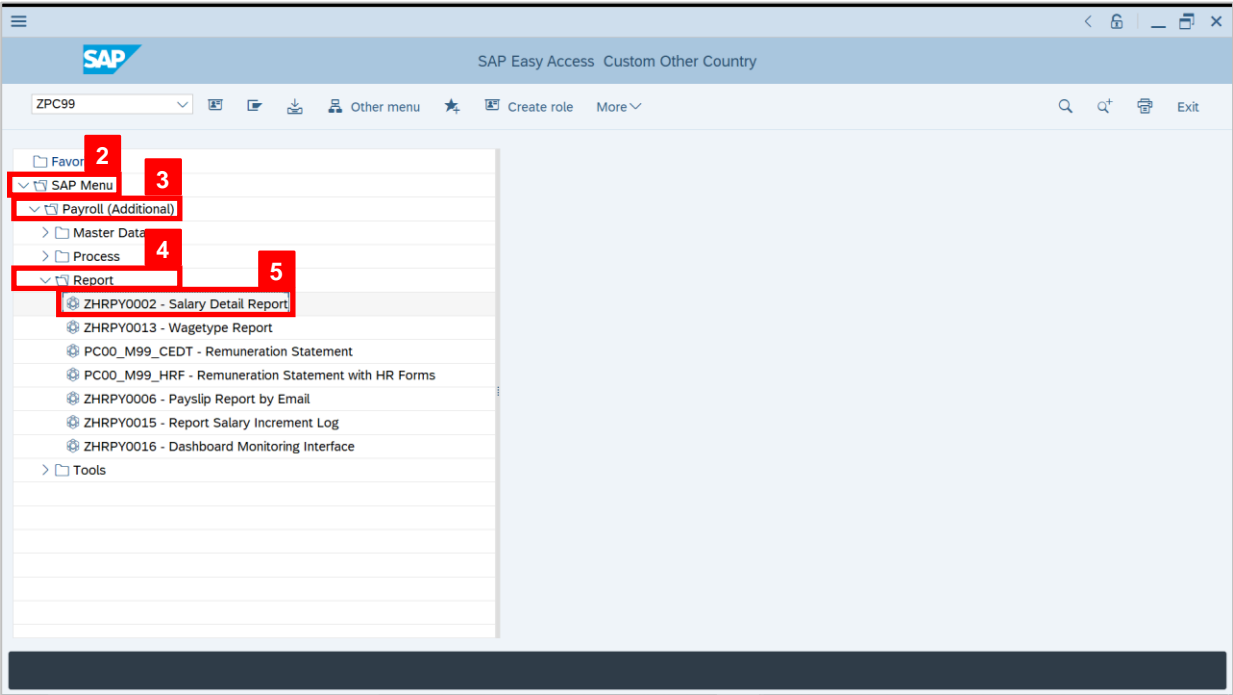 SAP
SAP Easy Access Custom Other Country
ZPC99 Other menu Create role More Exit
Favor
2
SAP Menu
3
Payroll (Additional)
Master Data
4
Process
Report
5
ZHRPY0002 - Salary Detail Report
ZHRPY0013 - Wagetype Report
PC00_M99_CEDT - Remuneration Statement
PC00_M99_HRF - Remuneration Statement with HR Forms
ZHRPY0006 - Payslip Report by Email
ZHRPY0015 - Report Salary Increment Log
ZHRPY0016 - Dashboard Monitoring Interface
Tools